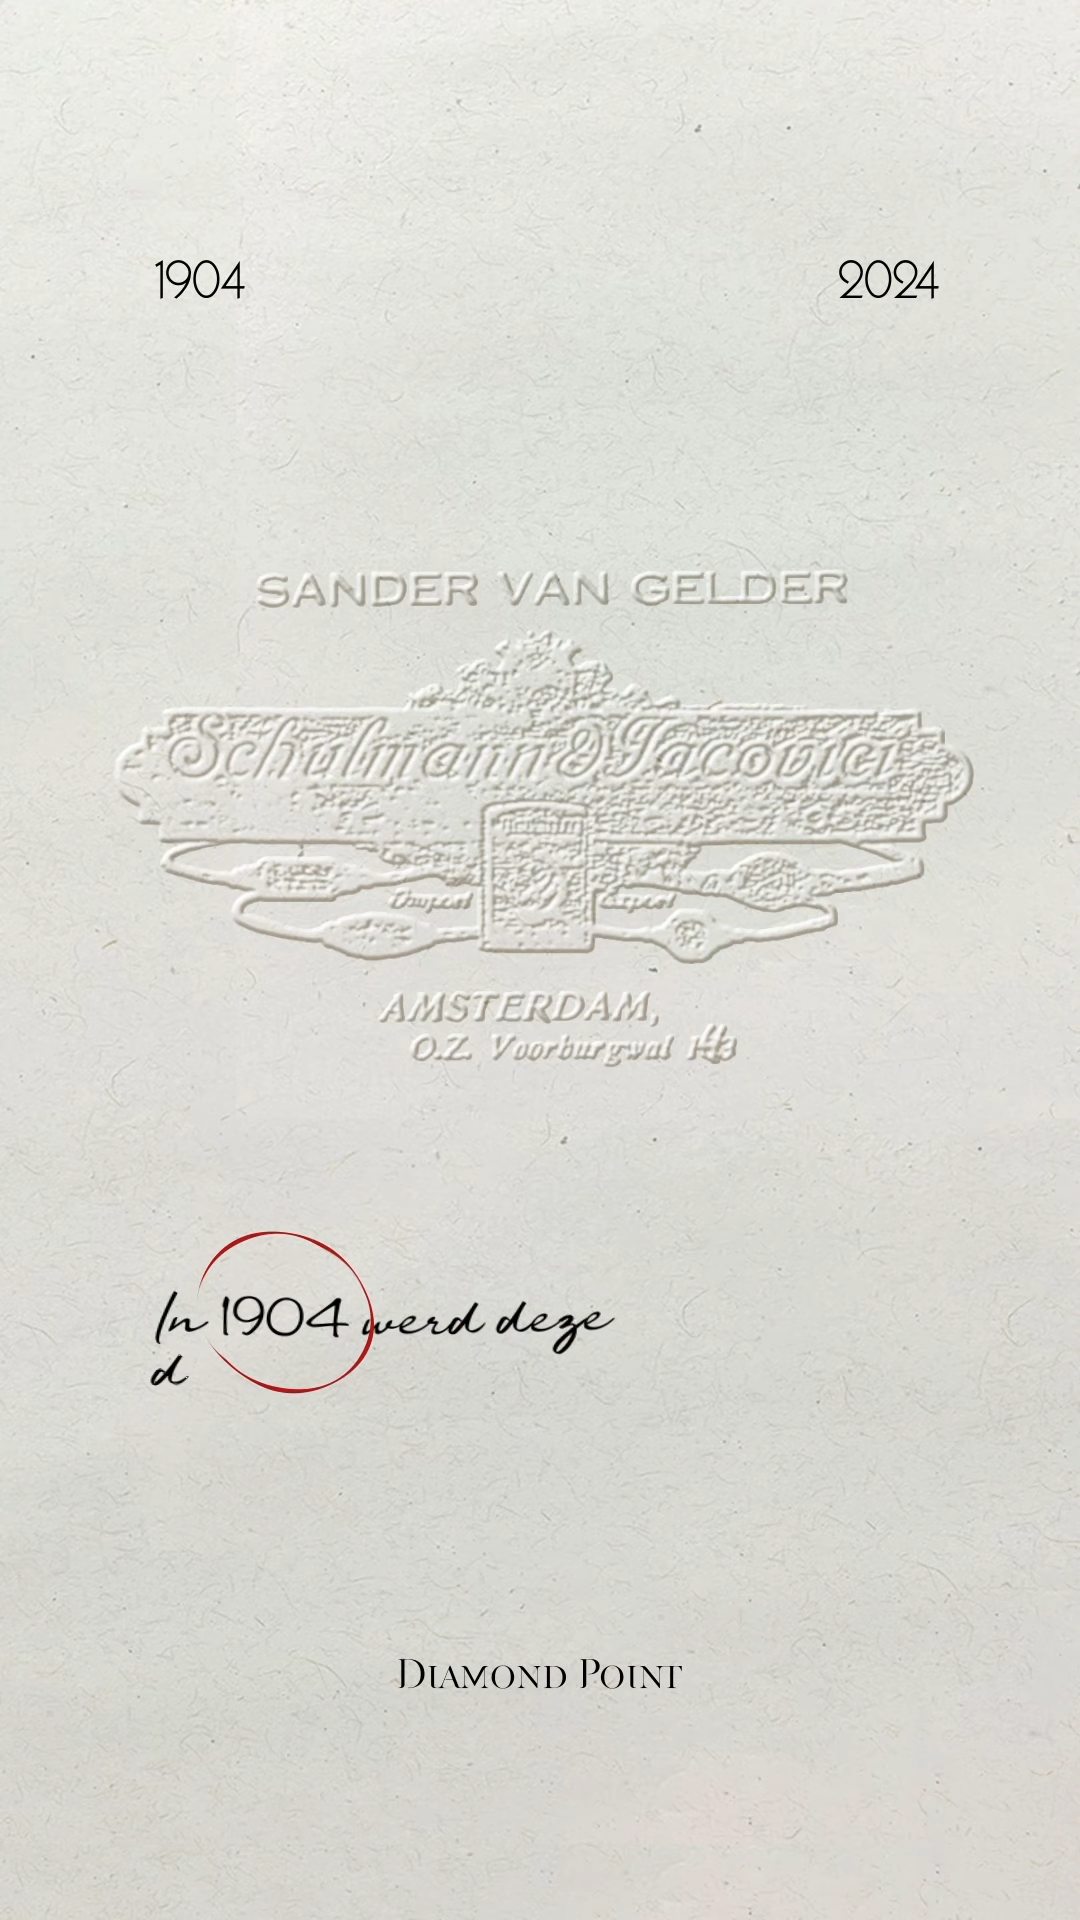 1904
2024
SANDER VAN GELDER
Schulmann & Jacovici
AMSTERDAM,
O.Z. Voorburgwal
In 1904 werd deze
d
DIAMOND POINT